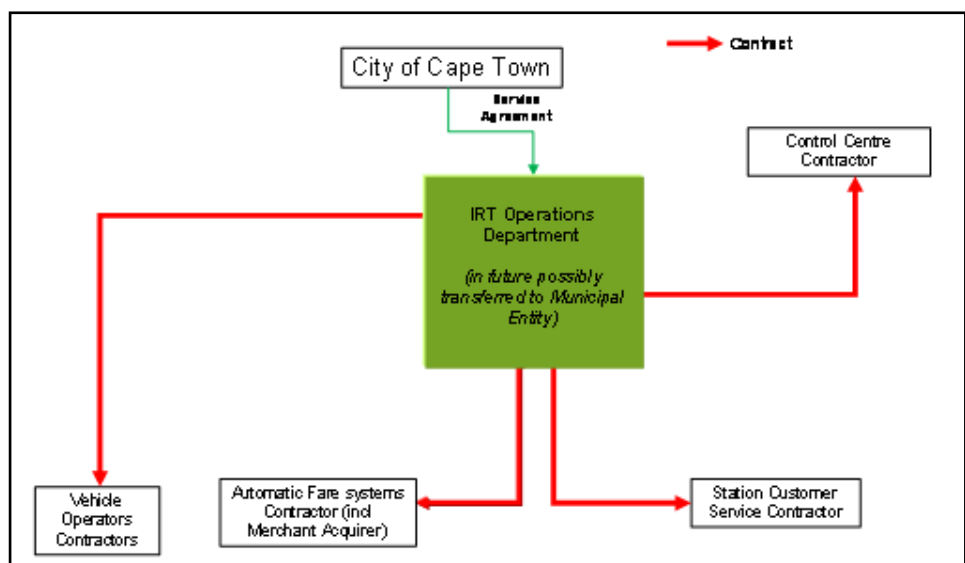 City of Cape Town
Contract
Service
Agreement
Control Centre
Contractor
IRT Operations
Department
(in future possibly
transferred to Municipal
Entity)
Vehicle
Operators
Contractors
Automatic Fare systems
Contractor (incl
Merchant Acquirer)
Station Customer
Service Contractor